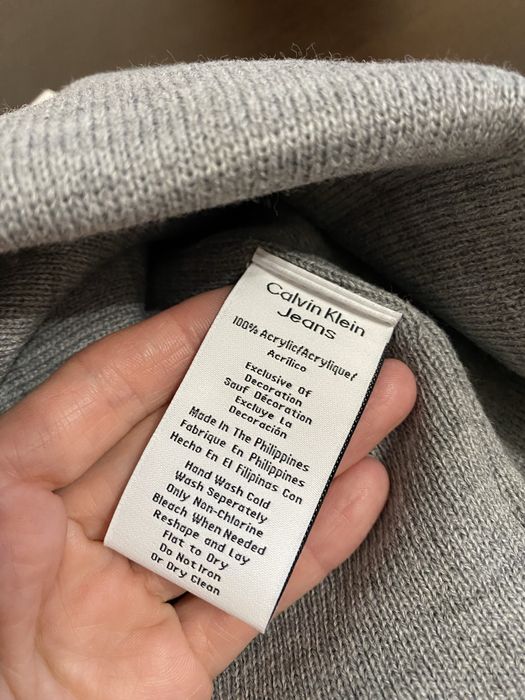 Calvin Klein
Jeans
100% Acrylic/Acrylique/
Acrílico
Exclusive Of
Decoration
Sauf Décoration
Excluye La
Decoración
Made In The Philippines
Fabrique En Philippines
Hecho En El Filipinas Con
Hand Wash Cold
Wash Seperately
Only Non-Chlorine
Bleach When Needed
Reshape and Lay
Flat to Dry
Do Not Iron
Or Dry Clean